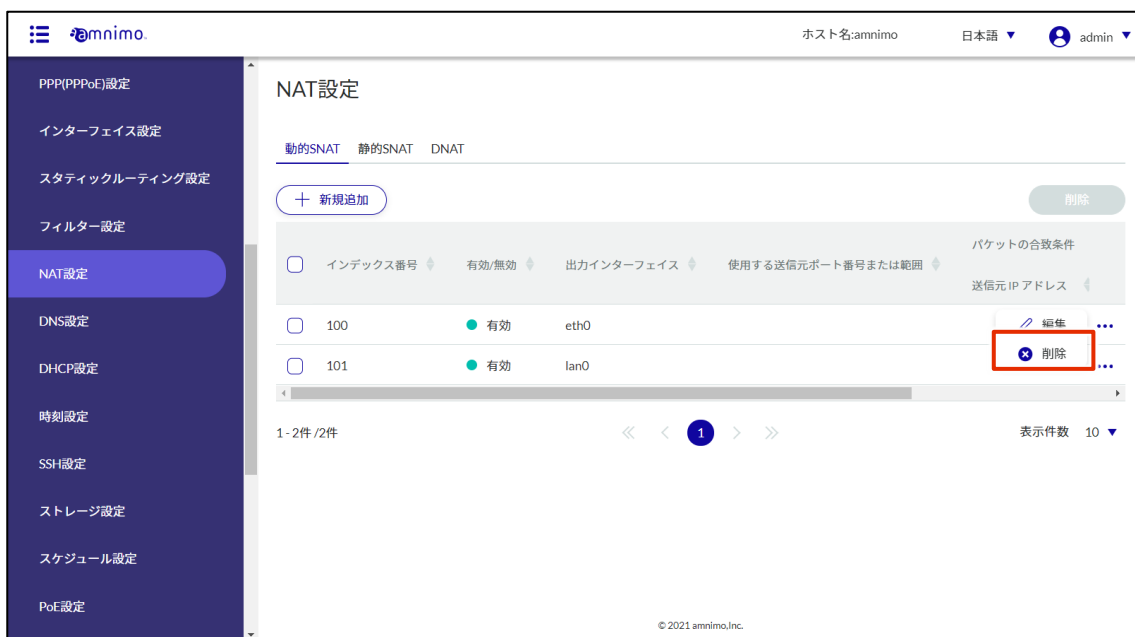 amnimo.
ホスト名:amnimo
日本語 ▼
admin ▼
PPP(PPPoE)設定
インターフェイス設定
スタティックルーティング設定
フィルター設定
NAT設定
DNS設定
DHCP設定
時刻設定
SSH設定
ストレージ設定
スケジュール設定
PoE設定
NAT設定
動的SNAT 静的SNAT DNAT
+ 新規追加
削除
パケットの合致条件
インデックス番号 有効/無効 出力インターフェイス 使用する送信元ポート番号または範囲
送信元 IP アドレス
100 有効 eth0
編集 •••
削除
101 有効 lan0 •••
1 - 2件 /2件
≪ < 1 > ≫
表示件数 10 ▼
© 2021 amnimo,Inc.